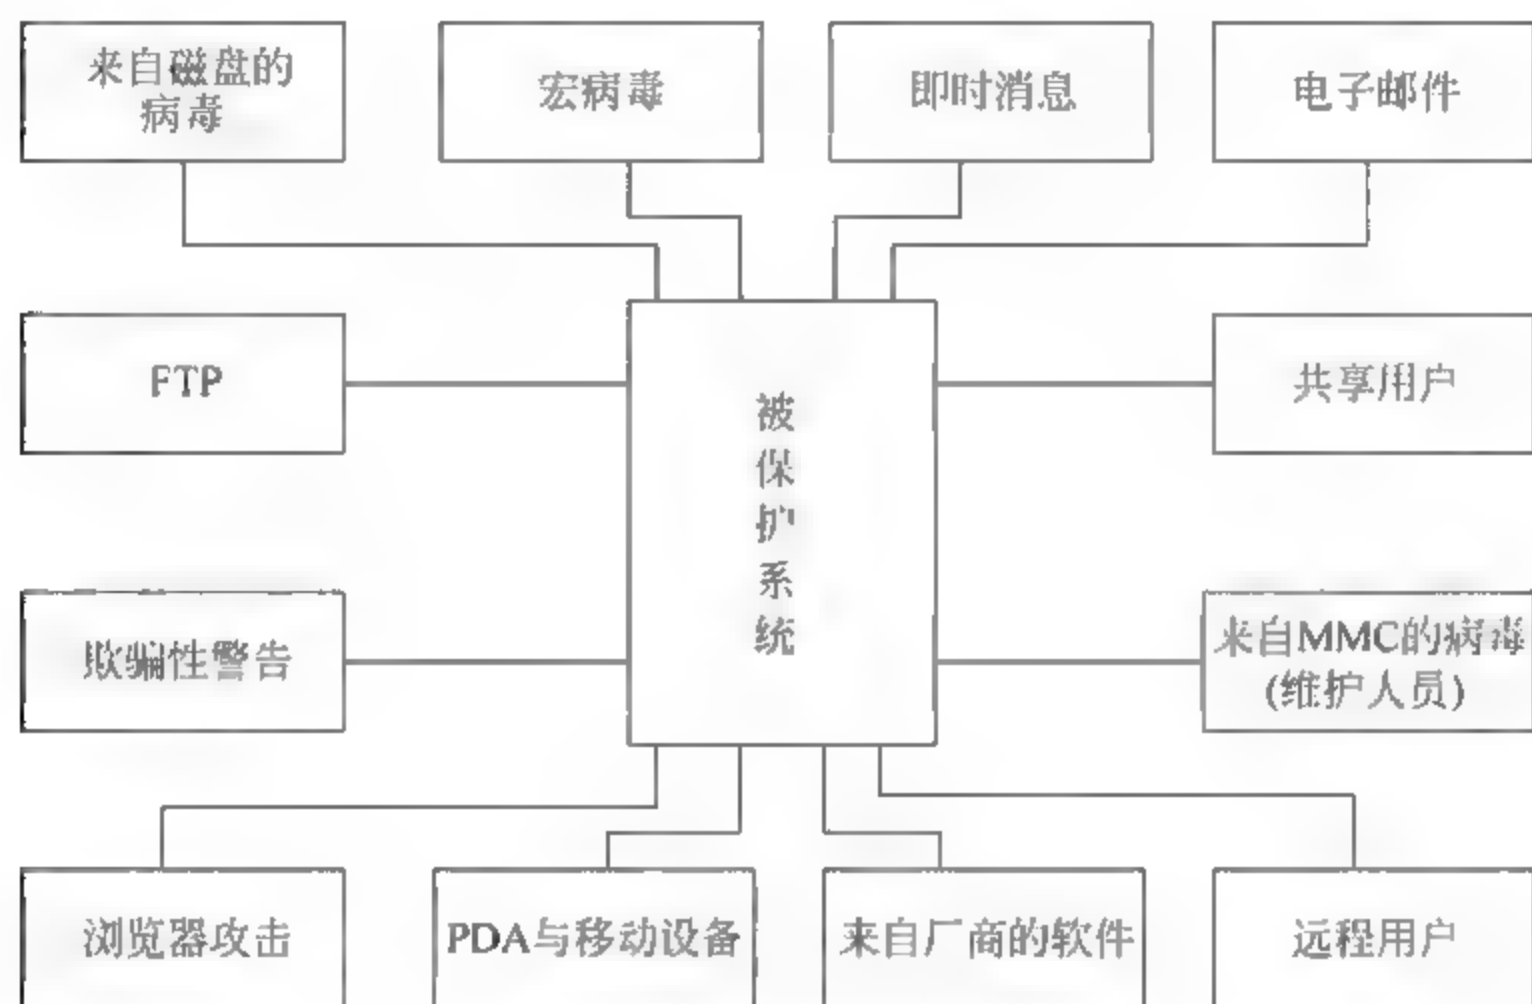 来自磁盘的
病毒
宏病毒
即时消息
电子邮件
FTP
被
保
护
系
统
共享用户
欺骗性警告
来自MMC的病毒
(维护人员)
浏览器攻击
PDA与移动设备
来自厂商的软件
远程用户